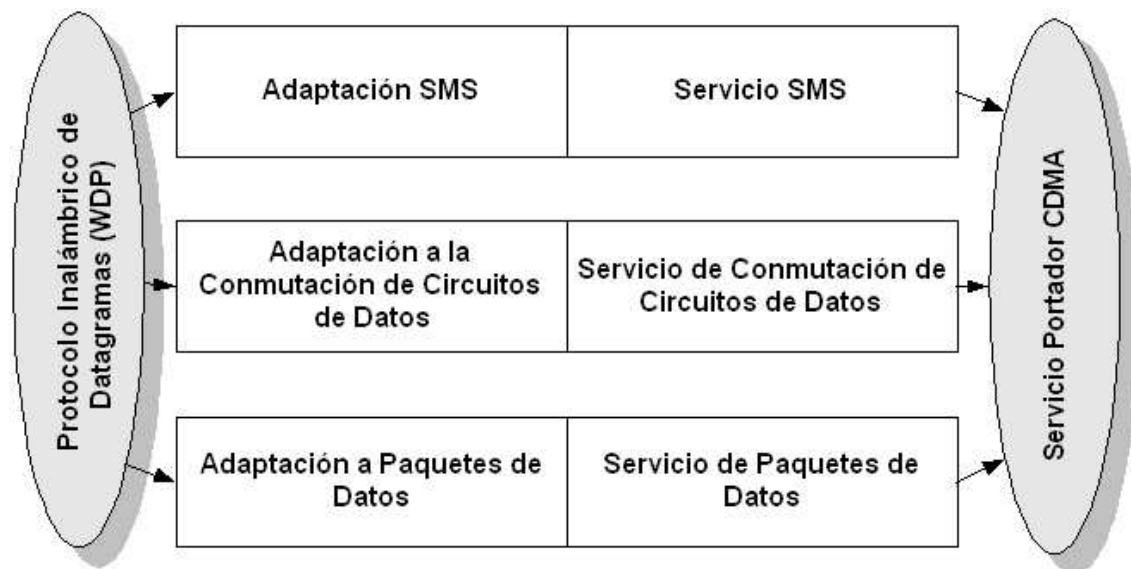 Protocolo Inalámbrico de
Datagramas (WDP)
Adaptación SMS
Servicio SMS
Adaptación a la
Conmutación de Circuitos
de Datos
Servicio de Conmutación de
Circuitos de Datos
Adaptación a Paquetes de
Datos
Servicio de Paquetes de
Datos
Servicio Portador CDMA